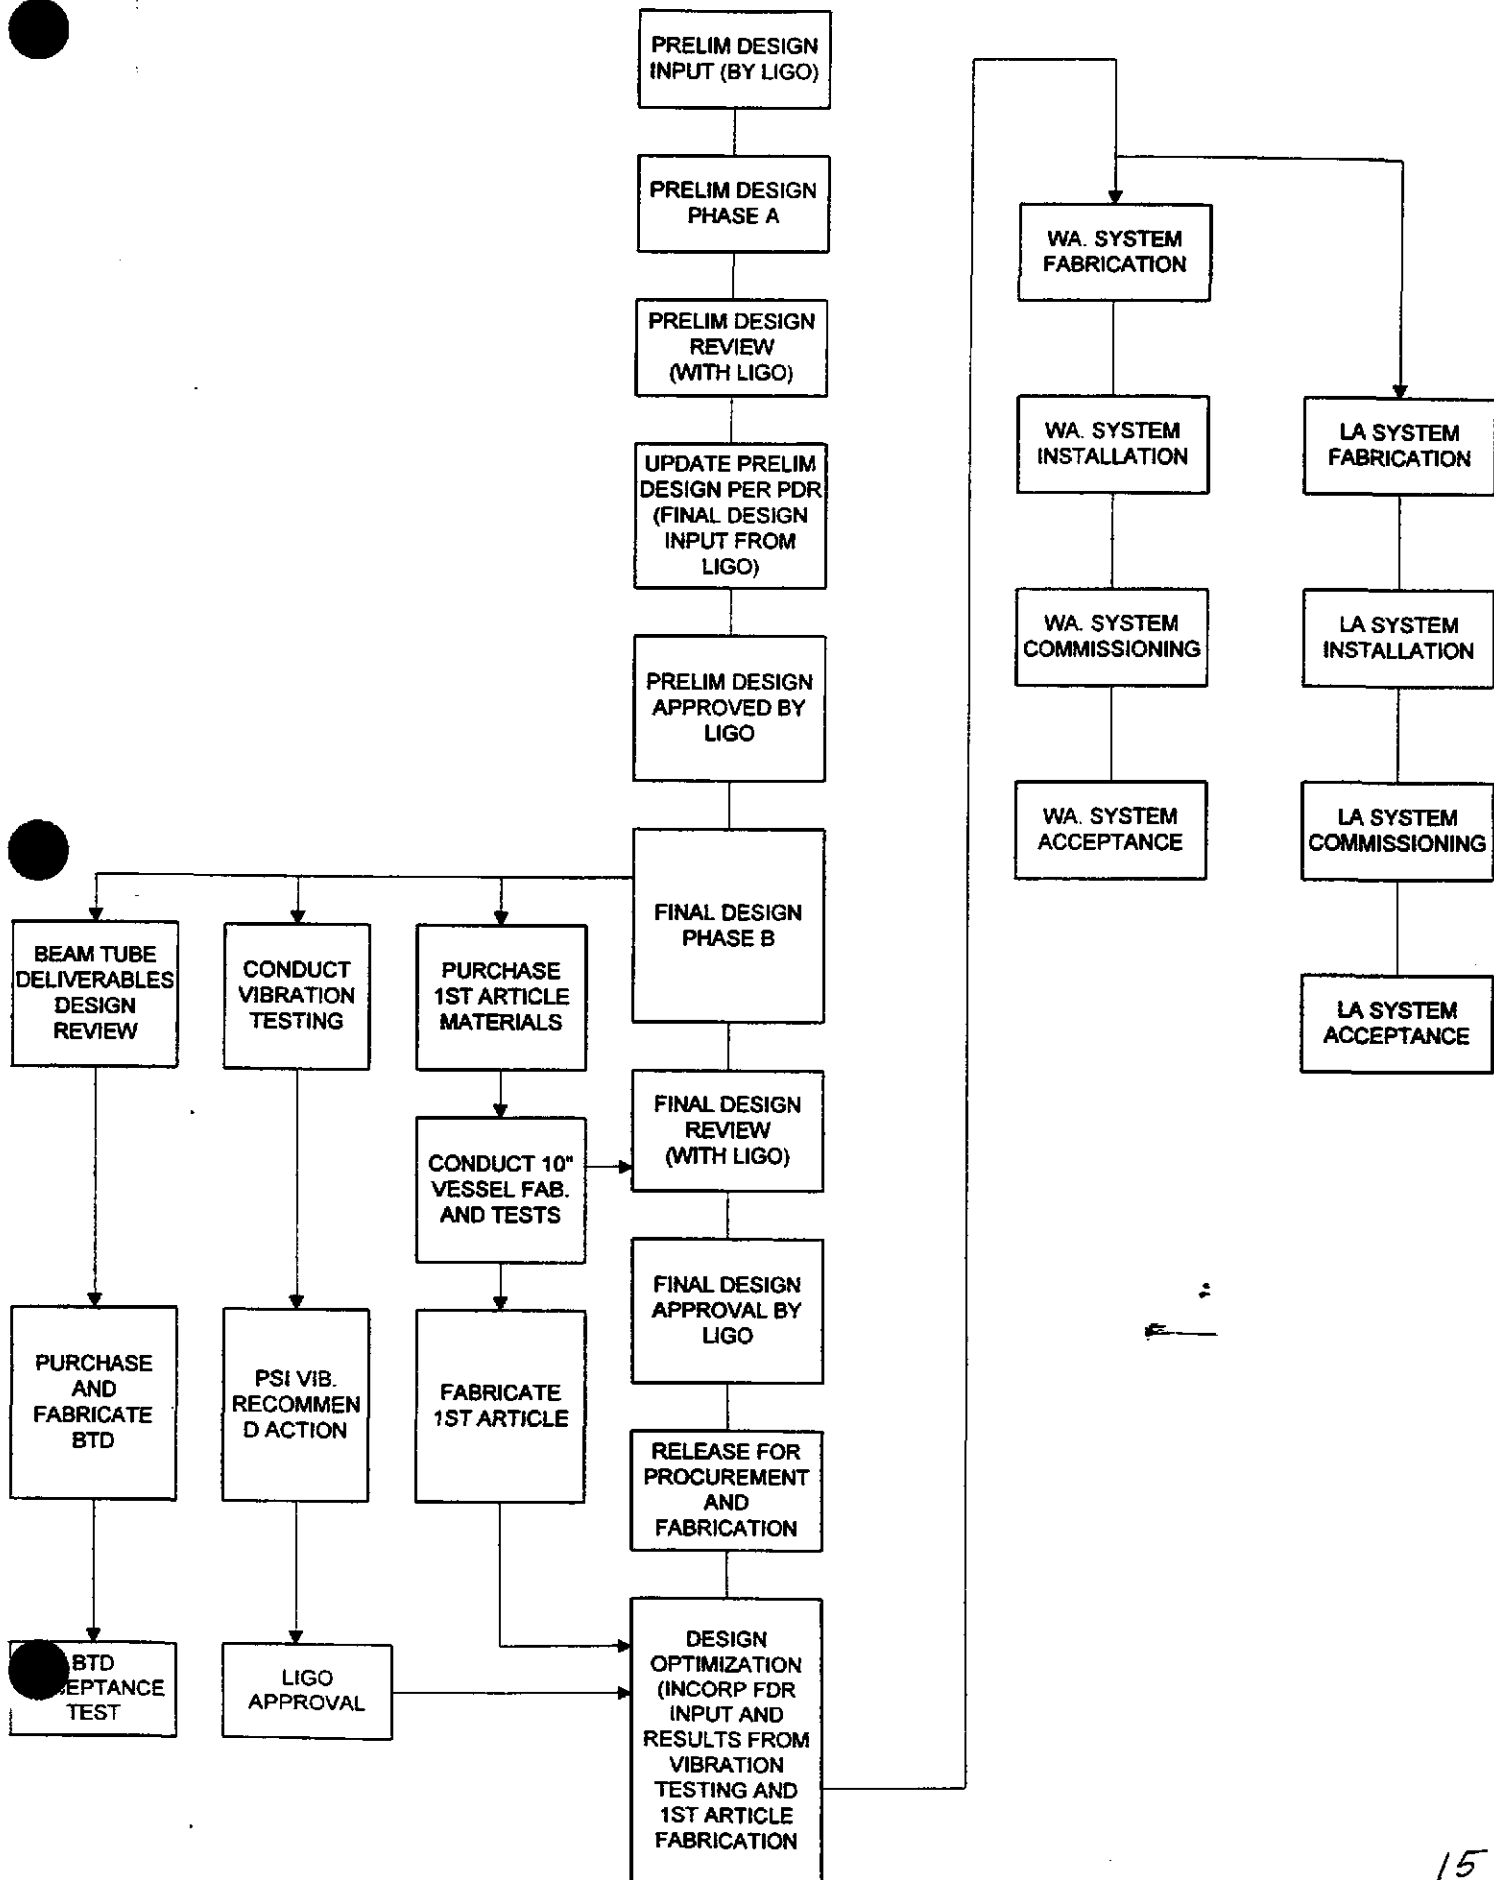 PRELIM DESIGN
INPUT (BY LIGO)
PRELIM DESIGN
PHASE A
PRELIM DESIGN
REVIEW
(WITH LIGO)
UPDATE PRELIM
DESIGN PER PDR
(FINAL DESIGN
INPUT FROM
LIGO)
PRELIM DESIGN
APPROVED BY
LIGO
FINAL DESIGN
PHASE B
BEAM TUBE
DELIVERABLES
DESIGN
REVIEW
CONDUCT
VIBRATION
TESTING
PURCHASE
1ST ARTICLE
MATERIALS
CONDUCT 10"
VESSEL FAB.
AND TESTS
FINAL DESIGN
REVIEW
(WITH LIGO)
FINAL DESIGN
APPROVAL BY
LIGO
PURCHASE
AND
FABRICATE
BTD
PSI VIB.
RECOMMEN
D ACTION
FABRICATE
1ST ARTICLE
RELEASE FOR
PROCUREMENT
AND
FABRICATION
BTD
EPTANCE
TEST
LIGO
APPROVAL
DESIGN
OPTIMIZATION
(INCORP FDR
INPUT AND
RESULTS FROM
VIBRATION
TESTING AND
1ST ARTICLE
FABRICATION
WA. SYSTEM
FABRICATION
WA. SYSTEM
INSTALLATION
WA. SYSTEM
COMMISSIONING
WA. SYSTEM
ACCEPTANCE
LA SYSTEM
FABRICATION
LA SYSTEM
INSTALLATION
LA SYSTEM
COMMISSIONING
LA SYSTEM
ACCEPTANCE
15